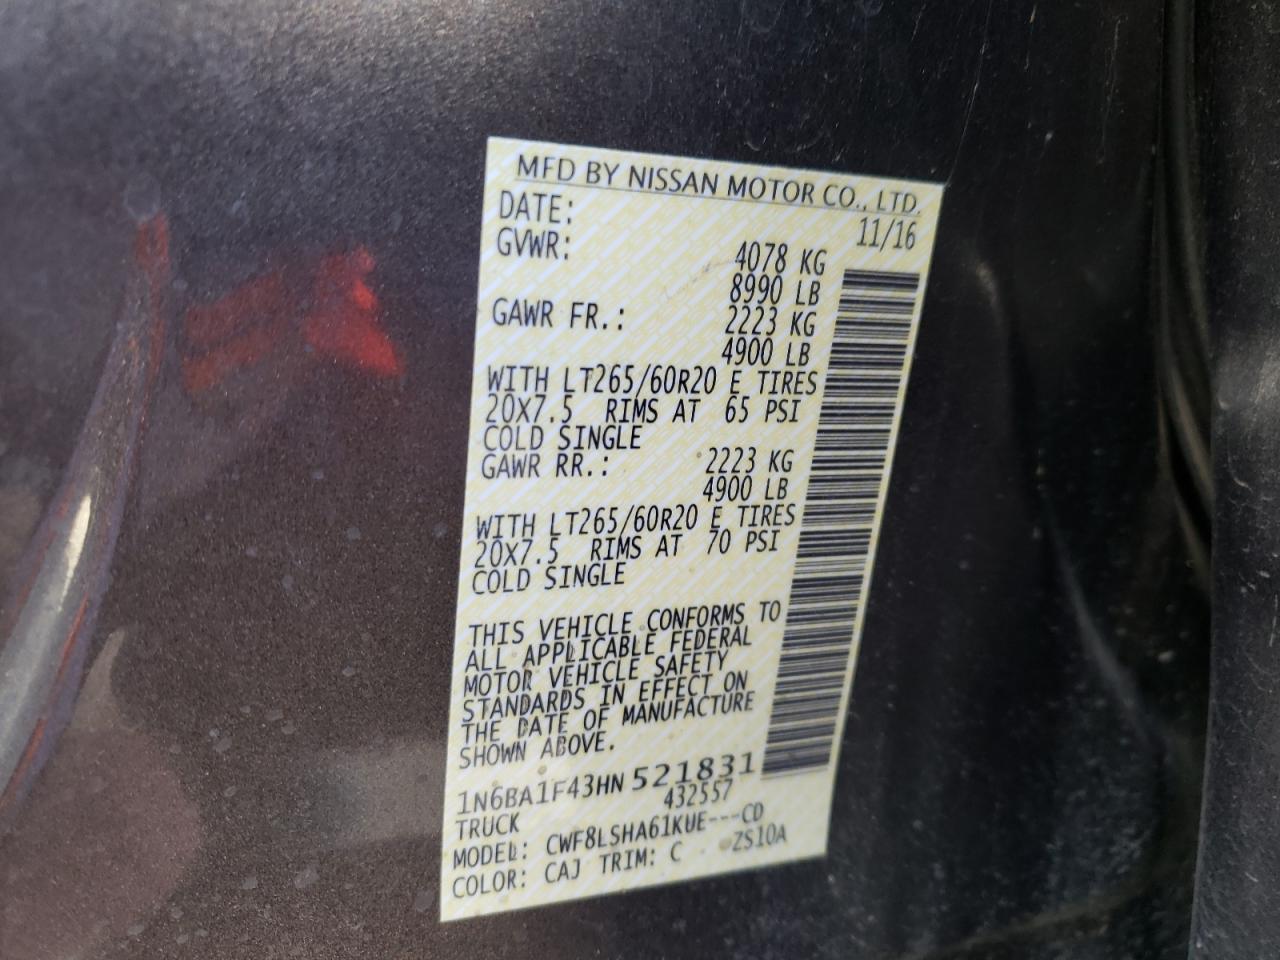 MFD BY NISSAN MOTOR CO., LTD.
DATE: 11/16
GVWR: 4078 KG
8990 LB
GAWR FR.: 2223 KG
4900 LB
WITH LT265/60R20 E TIRES
20X7.5 RIMS AT 65 PSI
COLD SINGLE
GAWR RR.: 2223 KG
4900 LB
WITH LT265/60R20 E TIRES
20X7.5 RIMS AT 70 PSI
COLD SINGLE
THIS VEHICLE CONFORMS TO
ALL APPLICABLE FEDERAL
MOTOR VEHICLE SAFETY
STANDARDS IN EFFECT ON
THE DATE OF MANUFACTURE
SHOWN ABOVE.
1N6BA1F43HN 521831
432557
TRUCK
MODEL: CWF8LSHA61KUE---CD
COLOR: CAJ TRIM: C ZS10A